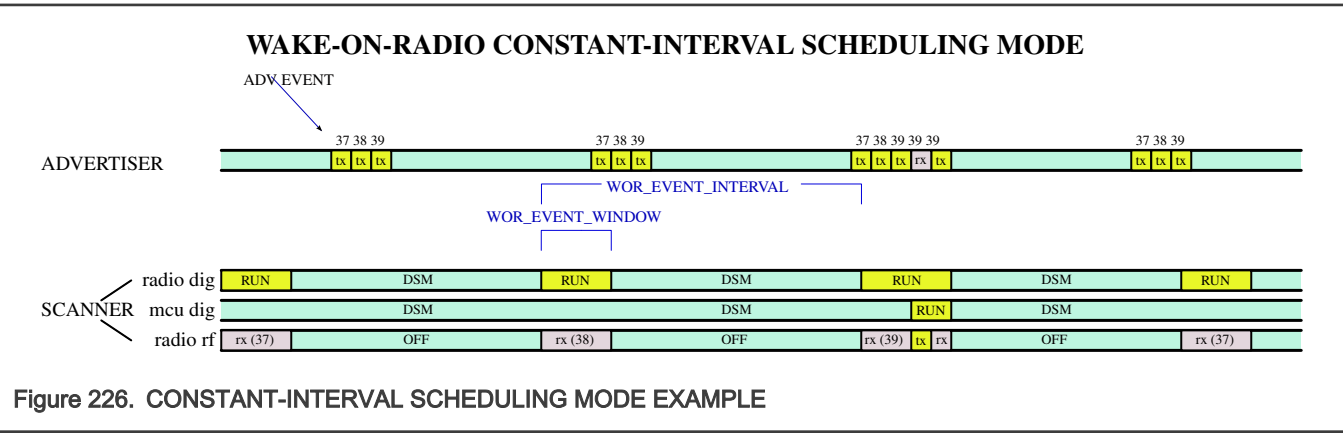 WAKE-ON-RADIO CONSTANT-INTERVAL SCHEDULING MODE
ADV EVENT
37 38 39 37 38 39 37 38 39 39 39 37 38 39
ADVERTISER tx tx tx tx tx tx tx tx tx rx tx tx tx tx
WOR_EVENT_INTERVAL
WOR_EVENT_WINDOW
radio dig RUN DSM RUN DSM RUN DSM RUN
SCANNER mcu dig DSM DSM RUN DSM
radio rf rx (37) OFF rx (38) OFF rx (39) tx rx OFF rx (37)
Figure 226. CONSTANT-INTERVAL SCHEDULING MODE EXAMPLE